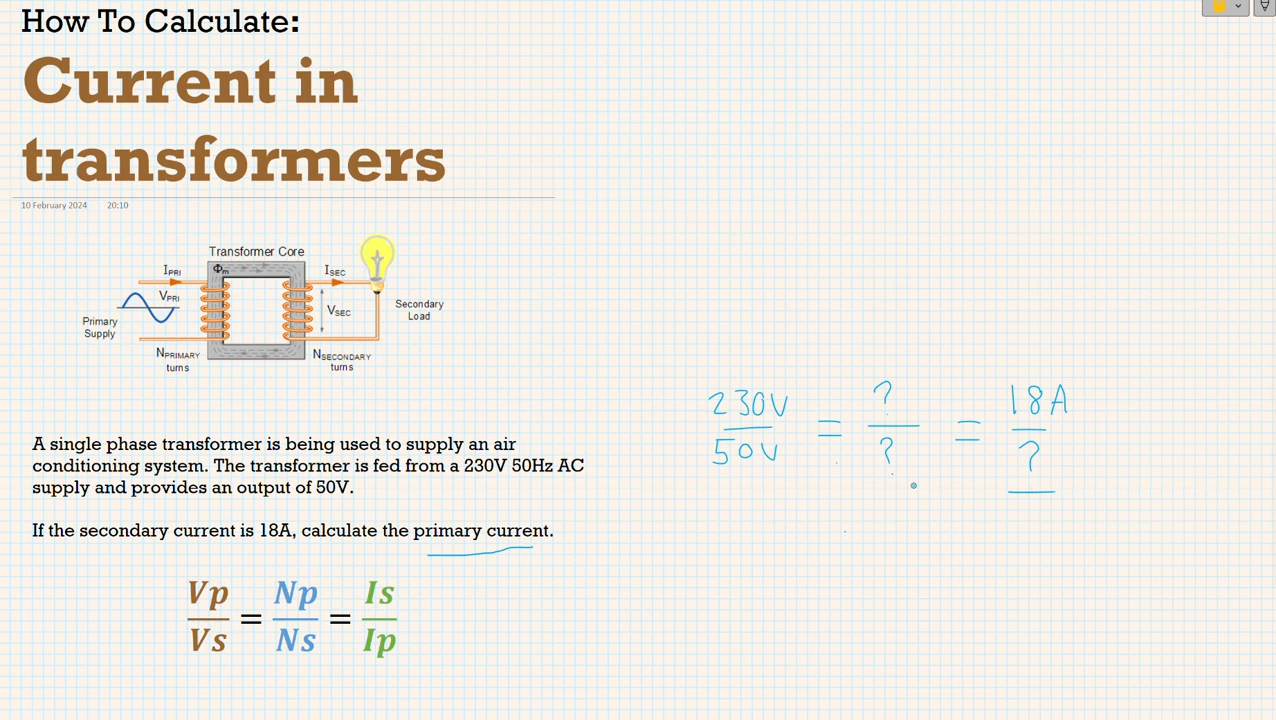 How To Calculate:
Current in
transformers
10 February 2024 20:10
Transformer Core
Φm
IPRI
ISEC
VPRI
VSEC
Primary
Supply
Secondary
Load
NPRIMARY
turns
NSECONDARY
turns
230V = ? = 18A
50V ? ?
A single phase transformer is being used to supply an air
conditioning system. The transformer is fed from a 230V 50Hz AC
supply and provides an output of 50V.
If the secondary current is 18A, calculate the primary current.
Vp = Np = Is
Vs Ns Ip